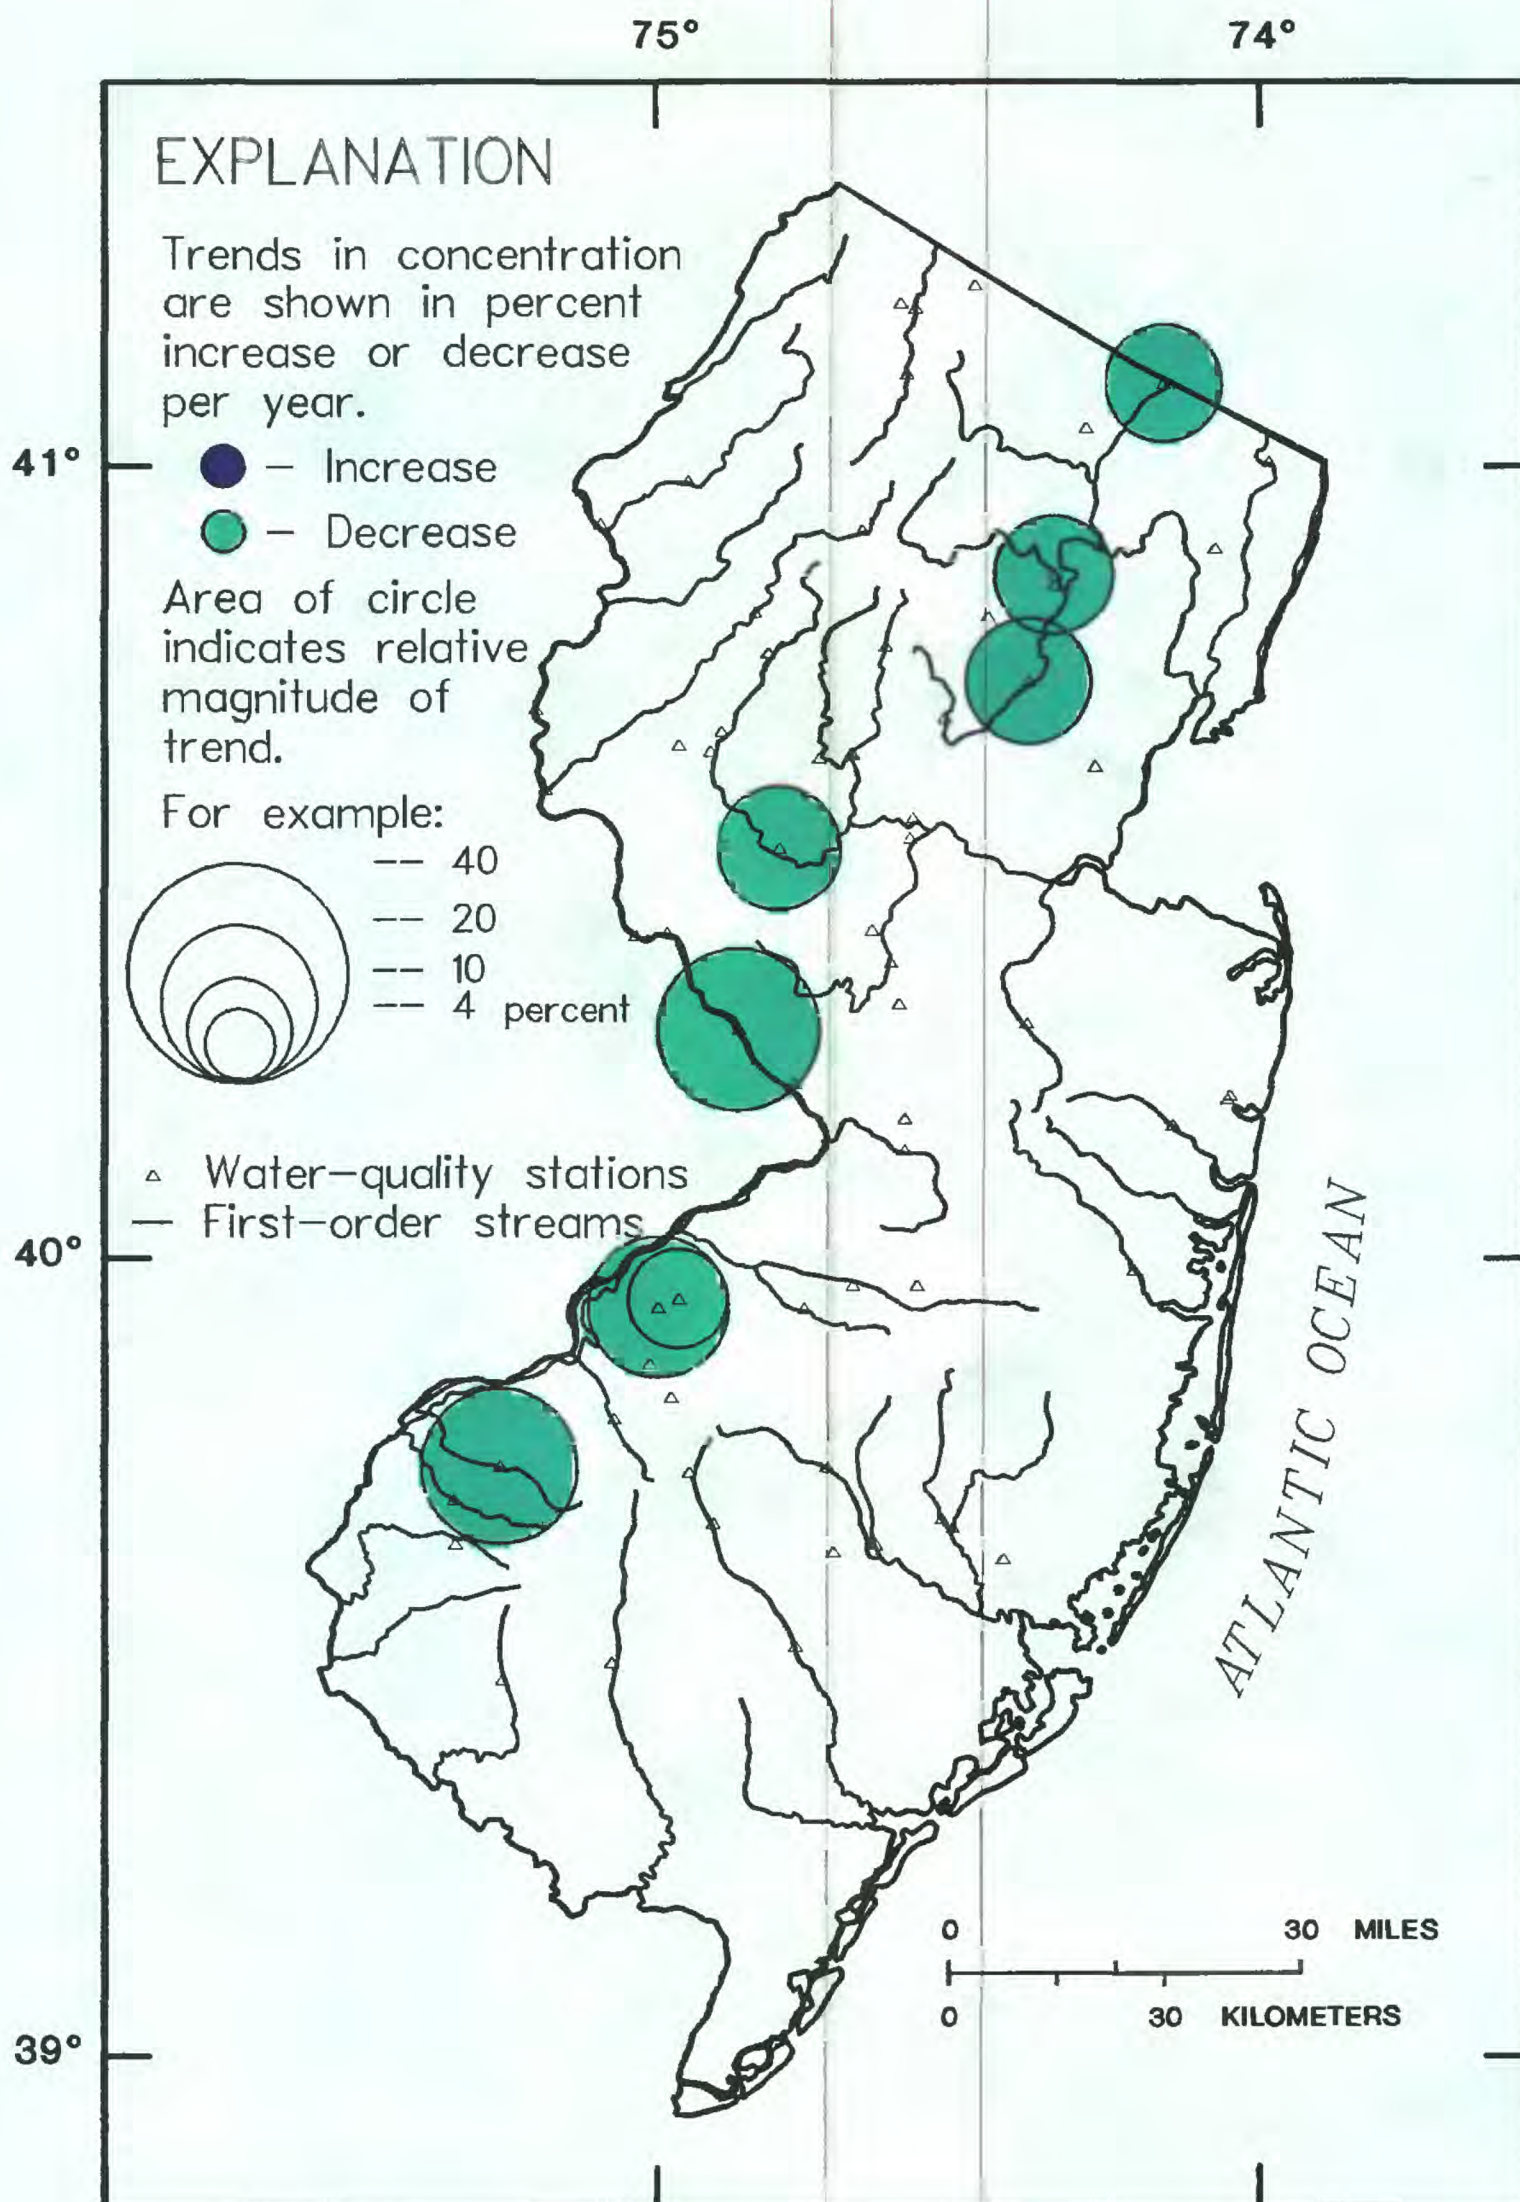 75° 74°
EXPLANATION
Trends in concentration
are shown in percent
increase or decrease
per year.
41°
— Increase
— Decrease
Area of circle
indicates relative
magnitude of
trend.
For example:
-- 40
-- 20
-- 10
-- 4 percent
Water-quality stations
— First-order streams
40°
ATLANTIC OCEAN
0 30 MILES
0 30 KILOMETERS
39°